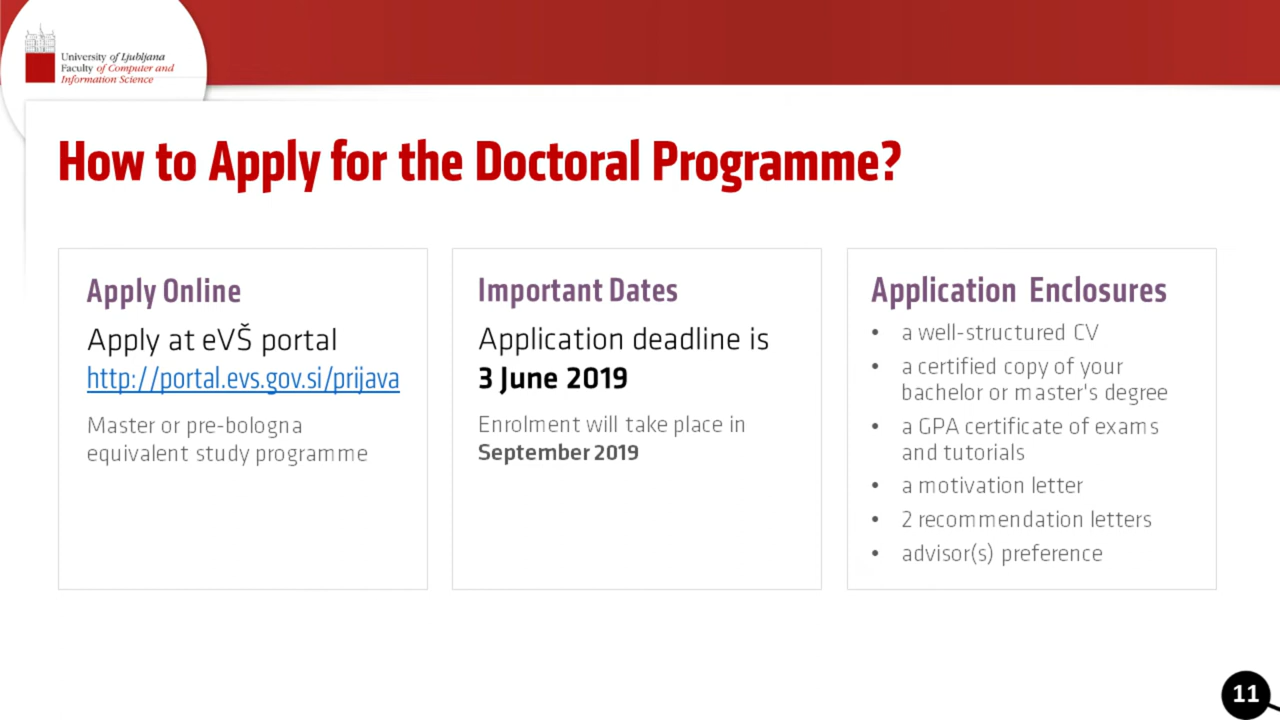 University of Ljubljana
Faculty of Computer and
Information Science
How to Apply for the Doctoral Programme?
Apply Online
Apply at eVŠ portal
http://portal.evs.gov.si/prijava
Master or pre-bologna
equivalent study programme
Important Dates
Application deadline is
3 June 2019
Enrolment will take place in
September 2019
Application Enclosures
• a well-structured CV
• a certified copy of your
bachelor or master's degree
• a GPA certificate of exams
and tutorials
• a motivation letter
• 2 recommendation letters
• advisor(s) preference
11